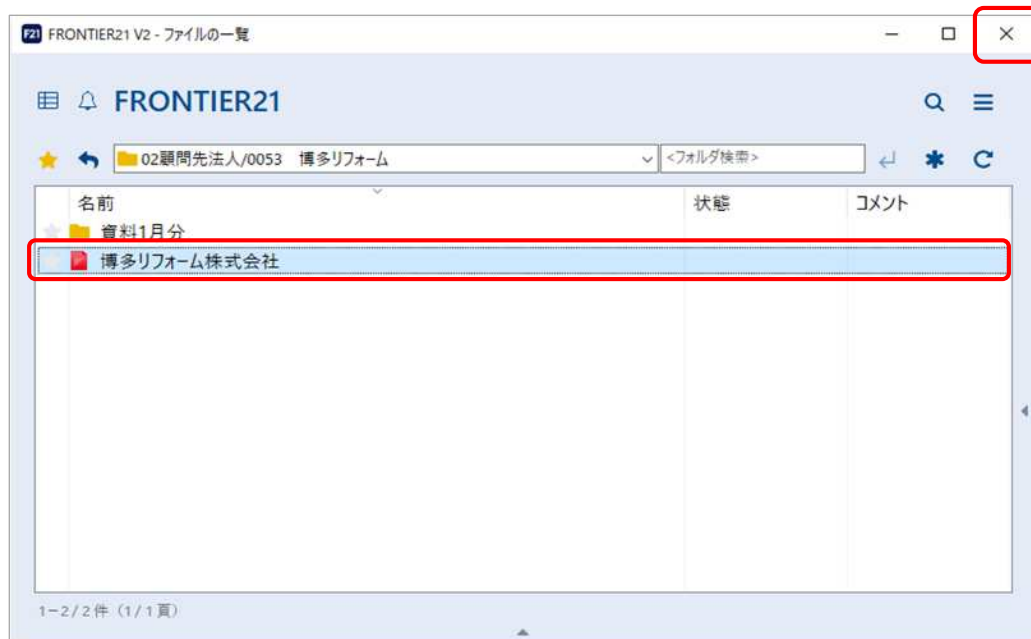 F21 FRONTIER21 V2 - ファイルの一覧
FRONTIER21
02顧問先法人/0053 博多リフォーム
<フォルダ検索>
名前 状態 コメント
資料1月分
博多リフォーム株式会社
1-2/2件 (1/1頁)